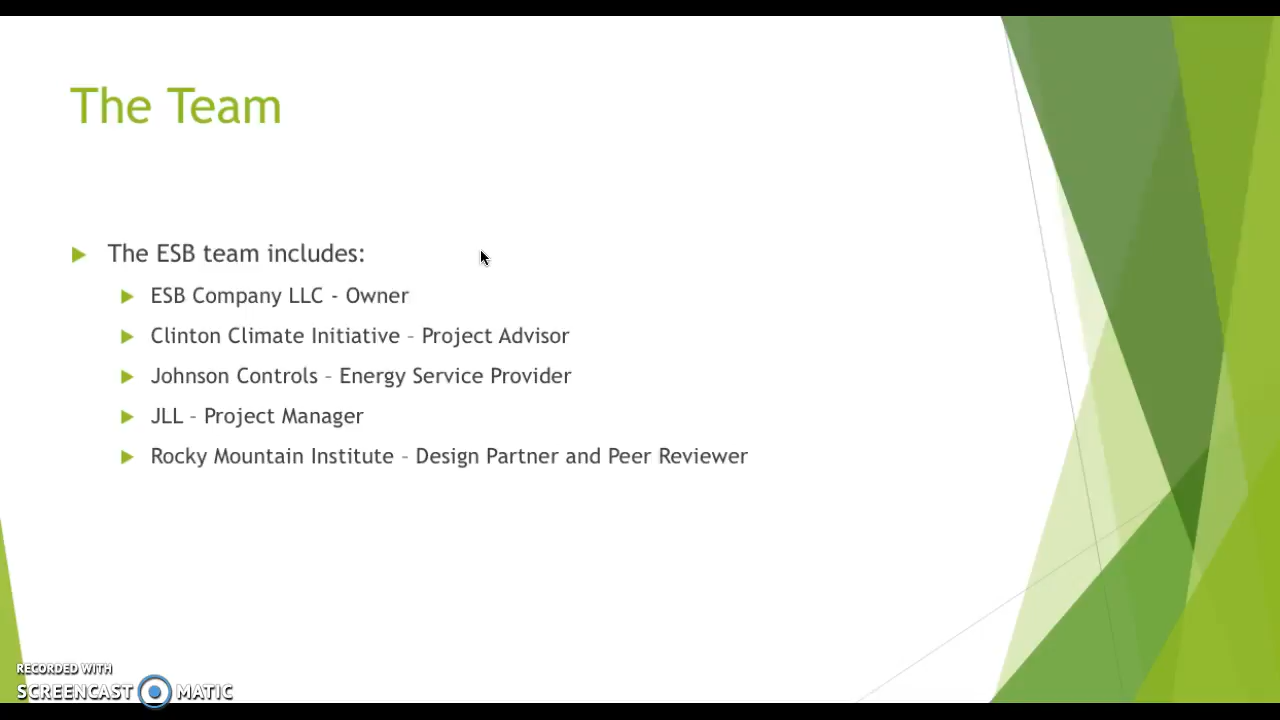 The Team
The ESB team includes:
ESB Company LLC - Owner
Clinton Climate Initiative – Project Advisor
Johnson Controls – Energy Service Provider
JLL – Project Manager
Rocky Mountain Institute – Design Partner and Peer Reviewer
RECORDED WITH
SCREENCAST MATIC